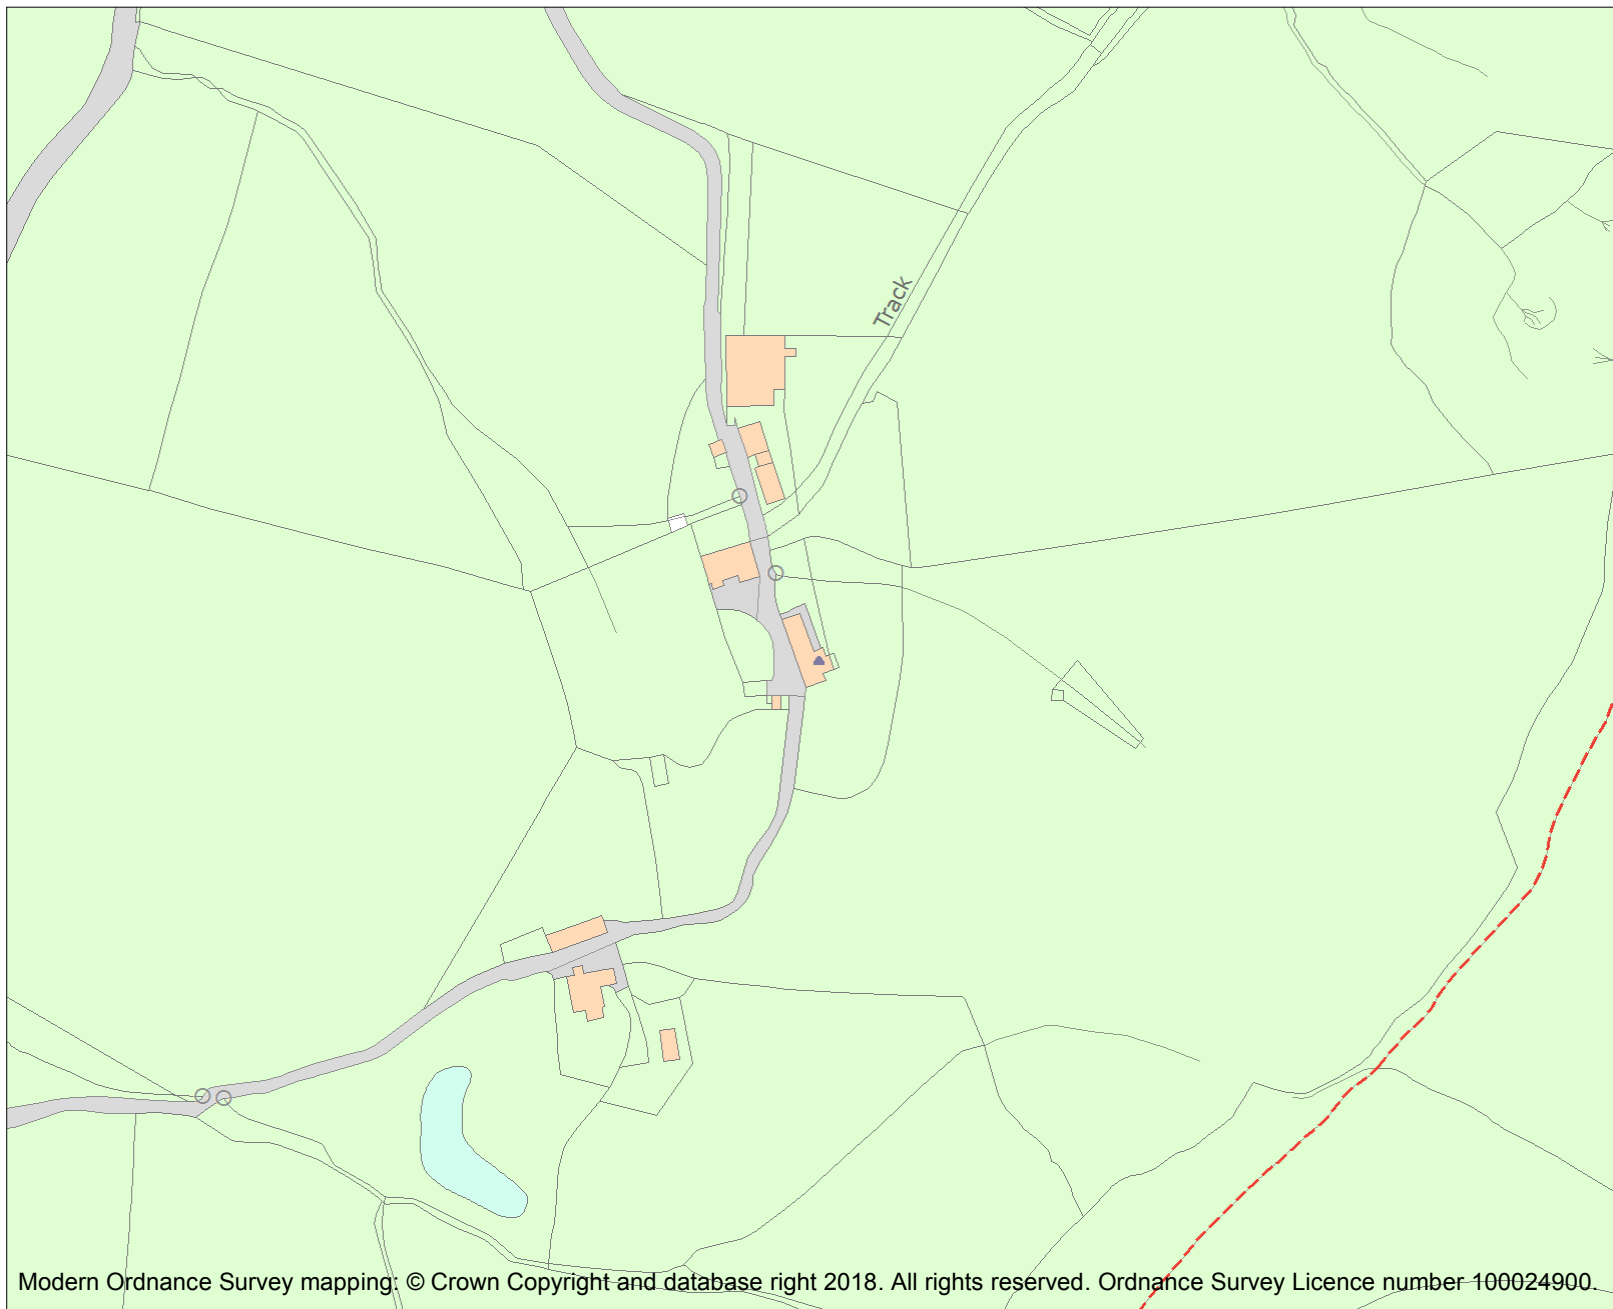 Track
Modern Ordnance Survey mapping: © Crown Copyright and database right 2018. All rights reserved. Ordnance Survey Licence number 100024900.